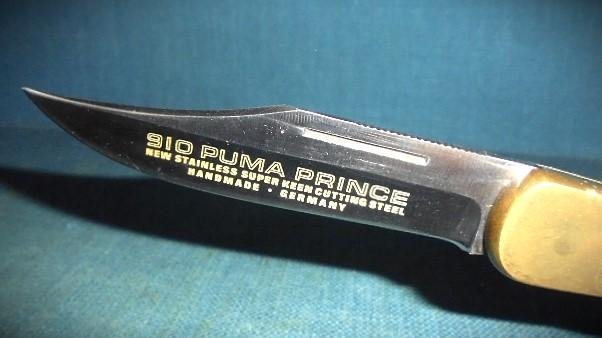 910 PUMA PRINCE
NEW STAINLESS SUPER KEEN CUTTING STEEL
HANDMADE · GERMANY